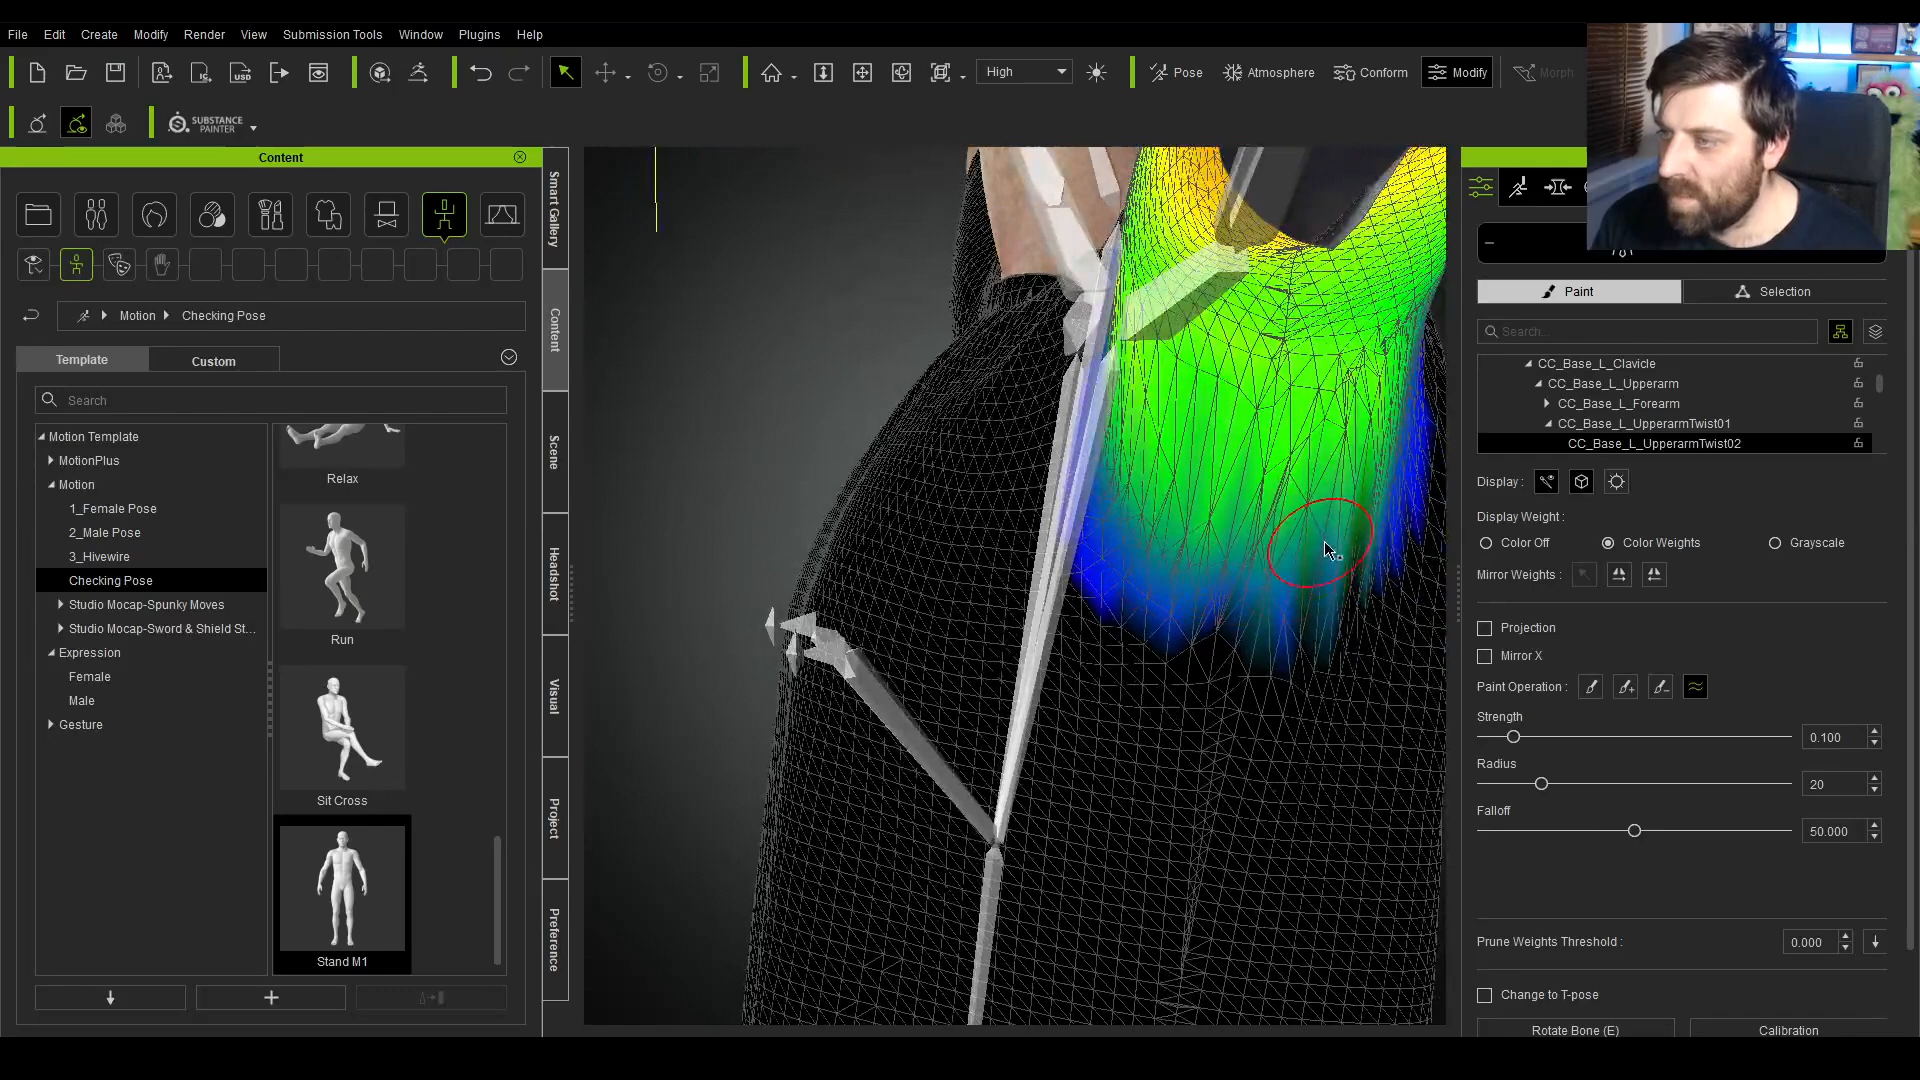 File Edit Create Modify Render View Submission Tools Window Plugins Help
High
Pose
Atmosphere
Conform
Modify
Morph
SUBSTANCE
PAINTER
Content
Motion
Checking Pose
Template
Custom
Search
Motion Template
MotionPlus
Motion
1_Female Pose
2_Male Pose
3_Hivewire
Checking Pose
Studio Mocap-Spunky Moves
Studio Mocap-Sword & Shield St...
Expression
Female
Male
Gesture
Relax
Run
Sit Cross
Stand M1
Smart Gallery
Content
Scene
Headshot
Visual
Project
Preference
Paint
Selection
Search...
CC_Base_L_Clavicle
CC_Base_L_Upperarm
CC_Base_L_Forearm
CC_Base_L_UpperarmTwist01
CC_Base_L_UpperarmTwist02
Display :
Display Weight :
Color Off
Color Weights
Grayscale
Mirror Weights :
Projection
Mirror X
Paint Operation :
Strength
0.100
Radius
20
Falloff
50.000
Prune Weights Threshold :
0.000
Change to T-pose
Rotate Bone (E)
Calibration